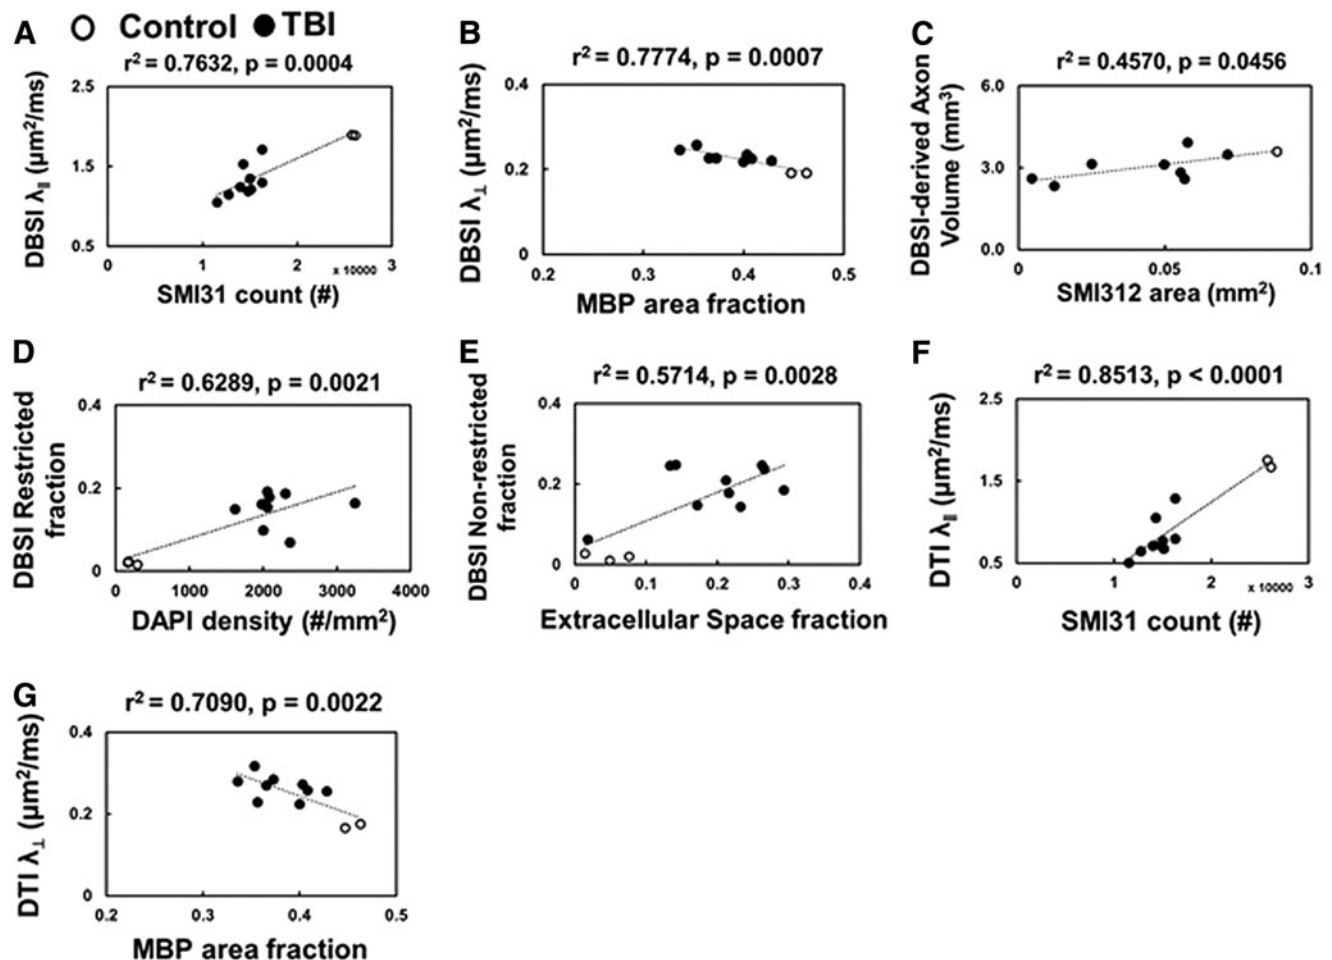 A ○ Control ● TBI
r² = 0.7632, p = 0.0004
DBSI λ∥ (µm²/ms)
2.5
1.5
0.5
0 1 2 3
x 10000
SMI31 count (#)
B
r² = 0.7774, p = 0.0007
DBSI λ⊥ (µm²/ms)
0.4
0.2
0
0.2 0.3 0.4 0.5
MBP area fraction
C
r² = 0.4570, p = 0.0456
DBSI-derived Axon
Volume (mm³)
6.0
3.0
0.0
0 0.05 0.1
SMI312 area (mm²)
D
r² = 0.6289, p = 0.0021
DBSI Restricted
fraction
0.4
0.2
0
0 1000 2000 3000 4000
DAPI density (#/mm²)
E
r² = 0.5714, p = 0.0028
DBSI Non-restricted
fraction
0.4
0.2
0
0 0.1 0.2 0.3 0.4
Extracellular Space fraction
F
r² = 0.8513, p < 0.0001
DTI λ∥ (µm²/ms)
2.5
1.5
0.5
0 1 2 3
x 10000
SMI31 count (#)
G
r² = 0.7090, p = 0.0022
DTI λ⊥ (µm²/ms)
0.4
0.2
0
0.2 0.3 0.4 0.5
MBP area fraction